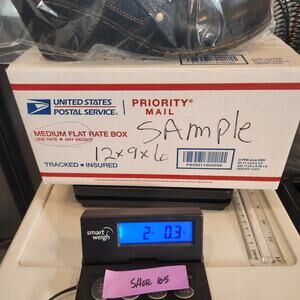 UNITED STATES
POSTAL SERVICE®
PRIORITY®
MAIL
MEDIUM FLAT RATE BOX
ONE RATE ■ ANY WEIGHT
SAMPLE
12x9x6
TRACKED ■ INSURED
smart
weigh
2 0.3
SHOE 165